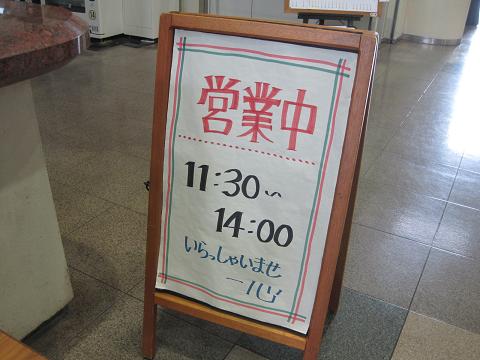 営業中
11:30~
14:00
いらっしゃいませ
一心